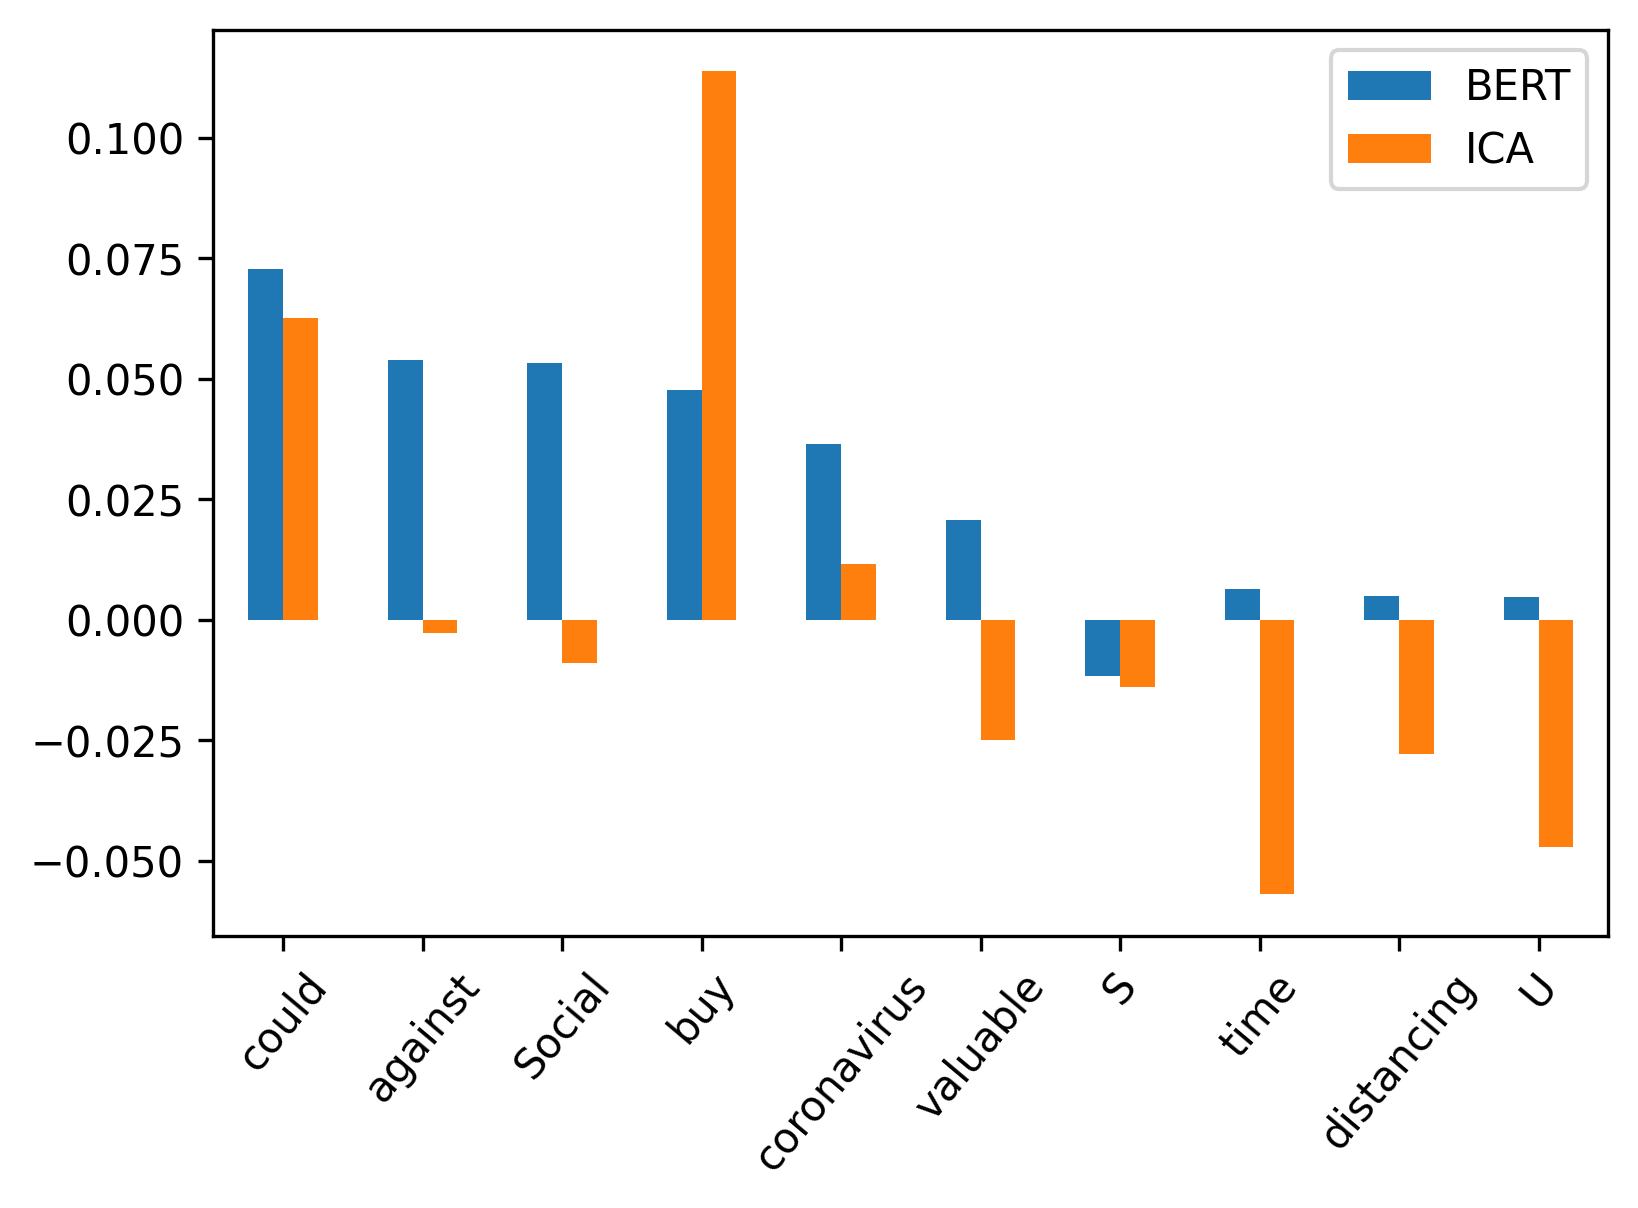 BERT
ICA
0.100
0.075
0.050
0.025
0.000
−0.025
−0.050
could
against
Social
buy
coronavirus
valuable
S
time
distancing
U